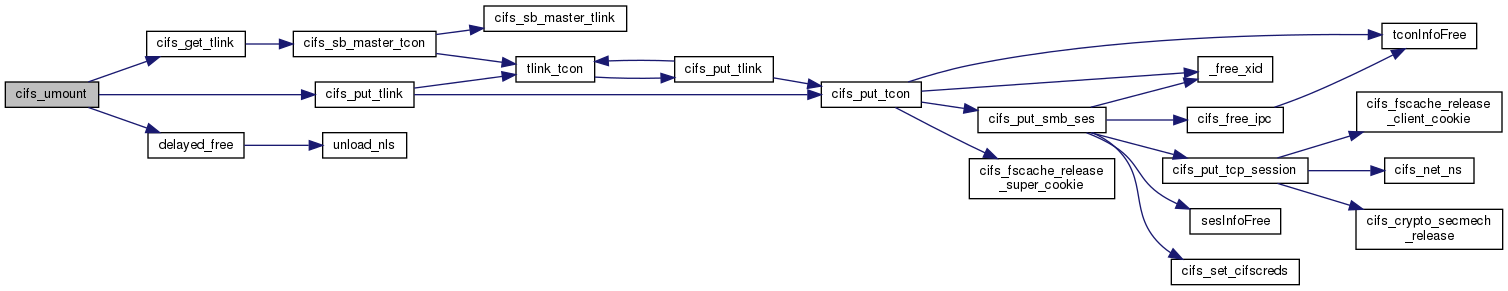 cifs_umount
cifs_get_tlink
cifs_put_tlink
delayed_free
cifs_sb_master_tcon
unload_nls
cifs_sb_master_tlink
tlink_tcon
cifs_put_tlink
cifs_put_tcon
tconInfoFree
_free_xid
cifs_put_smb_ses
cifs_fscache_release
_super_cookie
cifs_free_ipc
cifs_put_tcp_session
sesInfoFree
cifs_set_cifscreds
cifs_fscache_release
_client_cookie
cifs_net_ns
cifs_crypto_secmech
_release